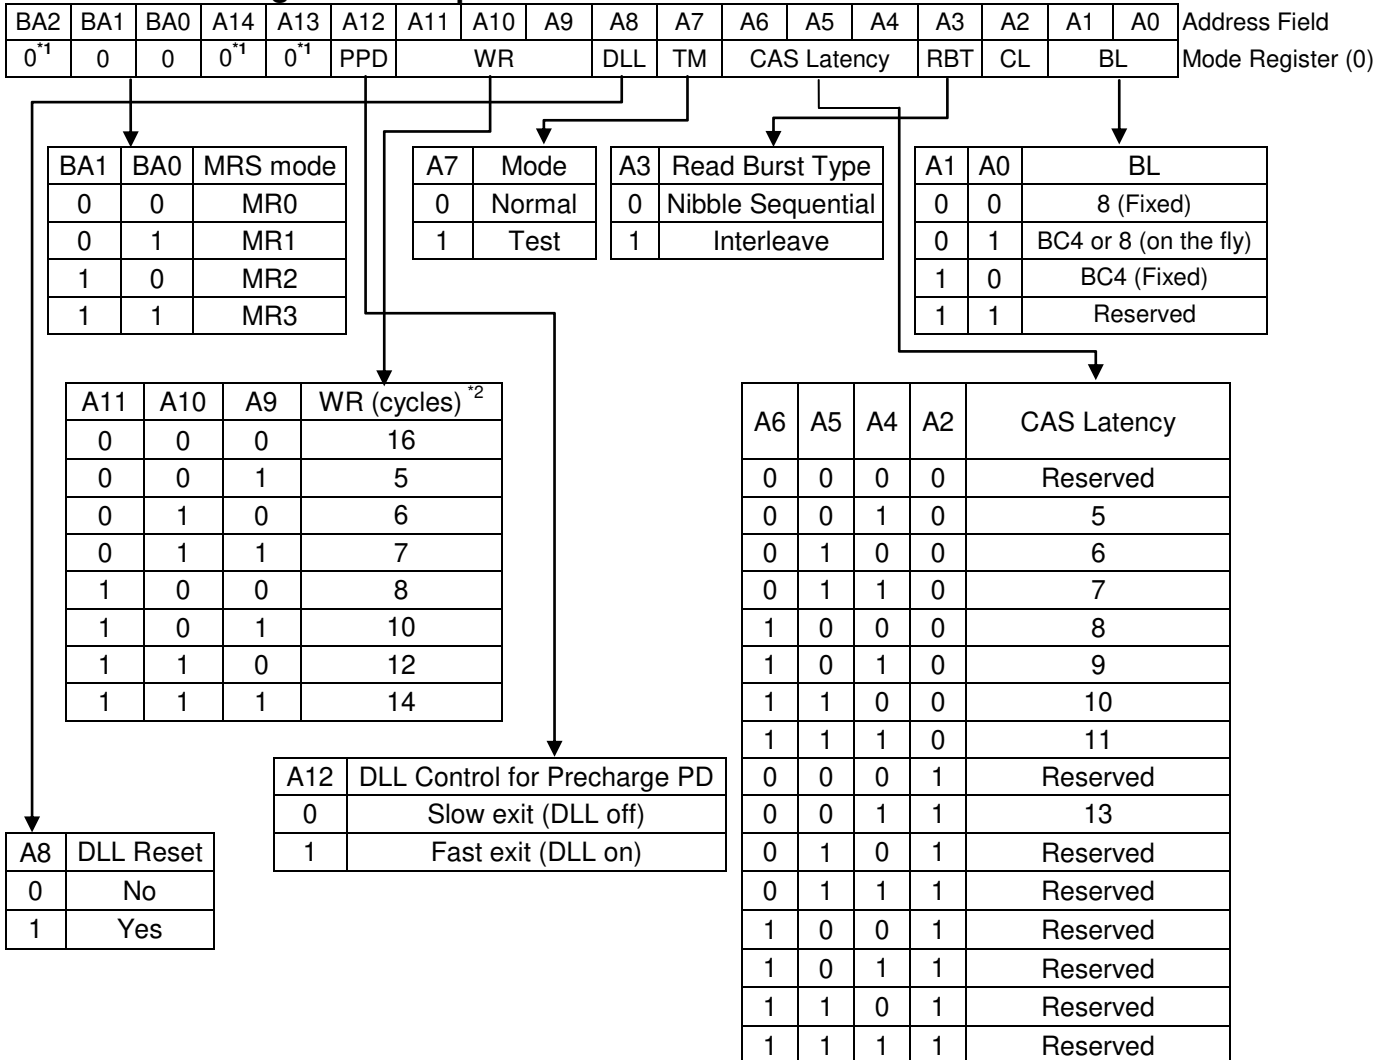 BA2 BA1 BA0 A14 A13 A12 A11 A10 A9 A8 A7 A6 A5 A4 A3 A2 A1 A0 Address Field
0*1 0 0 0*1 0*1 PPD WR DLL TM CAS Latency RBT CL BL Mode Register (0)
BA1 BA0 MRS mode
0 0 MR0
0 1 MR1
1 0 MR2
1 1 MR3
A7 Mode
0 Normal
1 Test
A3 Read Burst Type
0 Nibble Sequential
1 Interleave
A1 A0 BL
0 0 8 (Fixed)
0 1 BC4 or 8 (on the fly)
1 0 BC4 (Fixed)
1 1 Reserved
A11 A10 A9 WR (cycles) *2
0 0 0 16
0 0 1 5
0 1 0 6
0 1 1 7
1 0 0 8
1 0 1 10
1 1 0 12
1 1 1 14
A6 A5 A4 A2 CAS Latency
0 0 0 0 Reserved
0 0 1 0 5
0 1 0 0 6
0 1 1 0 7
1 0 0 0 8
1 0 1 0 9
1 1 0 0 10
1 1 1 0 11
0 0 0 1 Reserved
0 0 1 1 13
0 1 0 1 Reserved
0 1 1 1 Reserved
1 0 0 1 Reserved
1 0 1 1 Reserved
1 1 0 1 Reserved
1 1 1 1 Reserved
A12 DLL Control for Precharge PD
0 Slow exit (DLL off)
1 Fast exit (DLL on)
A8 DLL Reset
0 No
1 Yes